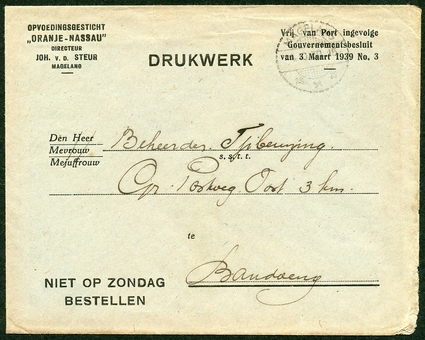 OPVOEDINGSGESTICHT
„ORANJE-NASSAU”
DIRECTEUR
JOH. v. D. STEUR
MAGELANG
DRUKWERK
Vrij van Port ingevolge
Gouvernementsbesluit
van 3 Maart 1939 No. 3
Den Heer
Mevrouw
Mejuffrouw
Beheerder
s.s.t.t.
Gr. Postweg Oost 3 km.
te
Bandoeng
NIET OP ZONDAG
BESTELLEN